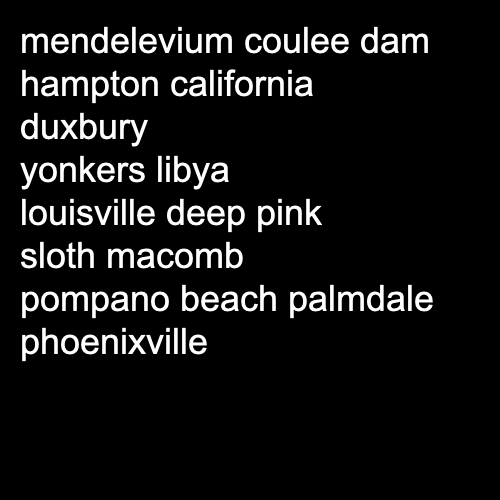 mendelevium coulee dam
hampton california
duxbury
yonkers libya
louisville deep pink
sloth macomb
pompano beach palmdale
phoenixville